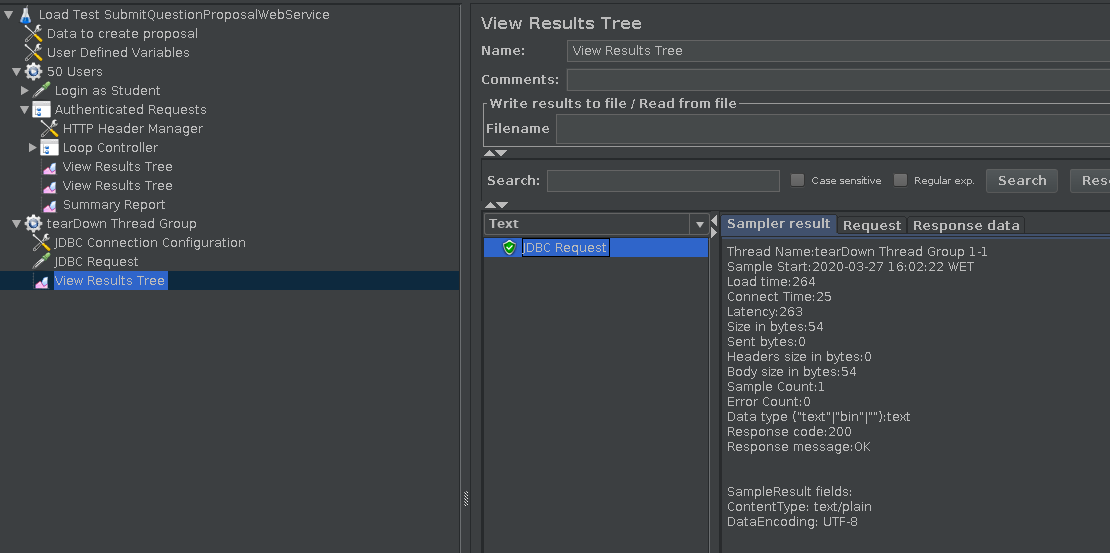 Load Test SubmitQuestionProposalWebService
Data to create proposal
User Defined Variables
50 Users
Login as Student
Authenticated Requests
HTTP Header Manager
Loop Controller
View Results Tree
View Results Tree
Summary Report
tearDown Thread Group
JDBC Connection Configuration
JDBC Request
View Results Tree
View Results Tree
Name: View Results Tree
Comments:
Write results to file / Read from file
Filename
Search: Case sensitive Regular exp. Search Rese
Text
JDBC Request
Sampler result Request Response data
Thread Name:tearDown Thread Group 1-1
Sample Start:2020-03-27 16:02:22 WET
Load time:264
Connect Time:25
Latency:263
Size in bytes:54
Sent bytes:0
Headers size in bytes:0
Body size in bytes:54
Sample Count:1
Error Count:0
Data type ("text"|"bin"|""):text
Response code:200
Response message:OK
SampleResult fields:
ContentType: text/plain
DataEncoding: UTF-8